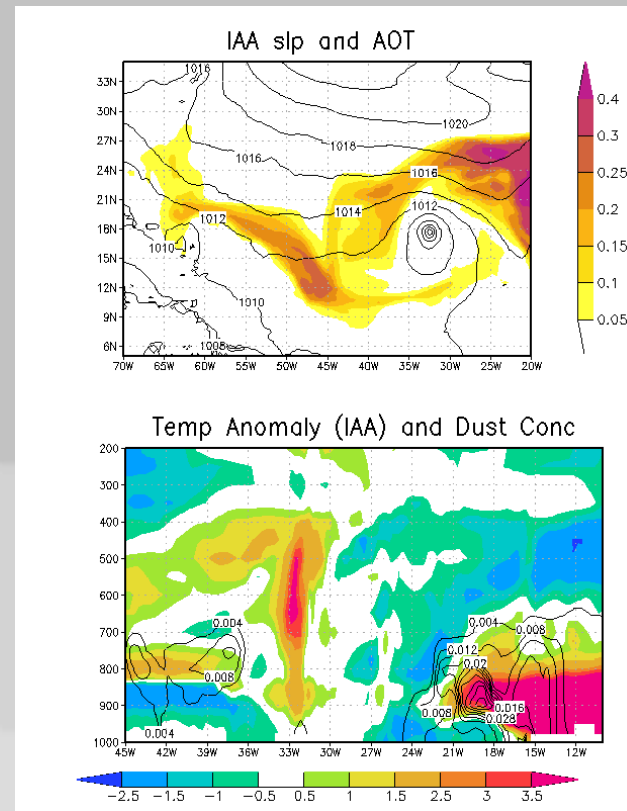 IAA slp and AOT
33N
30N
27N
24N
21N
18N
15N
12N
9N
6N
70W 65W 60W 55W 50W 45W 40W 35W 30W 25W 20W
1016
1020
1018
1016
1016
1014
1012
1012
1010
1010
1008
0.4
0.3
0.25
0.2
0.15
0.1
0.05
Temp Anomaly (IAA) and Dust Conc
200
300
400
500
600
700
800
900
1000
45W 42W 39W 36W 33W 30W 27W 24W 21W 18W 15W 12W
0.004
0.008
0.004
0.004
0.008
0.012
0.02
0.008
0.016
0.028
-2.5 -1.5 -1 -0.5 0.5 1 1.5 2.5 3 3.5